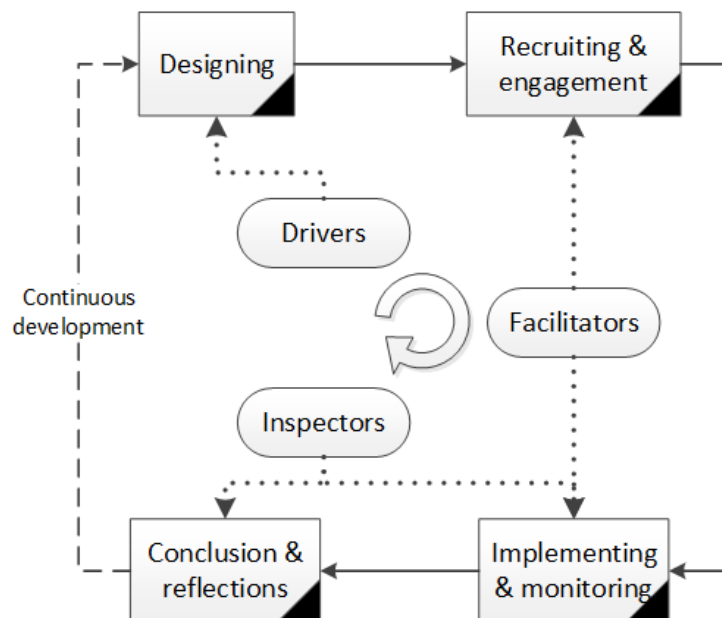 Designing
Recruiting &
engagement
Drivers
Continuous
development
Facilitators
Inspectors
Conclusion &
reflections
Implementing
& monitoring